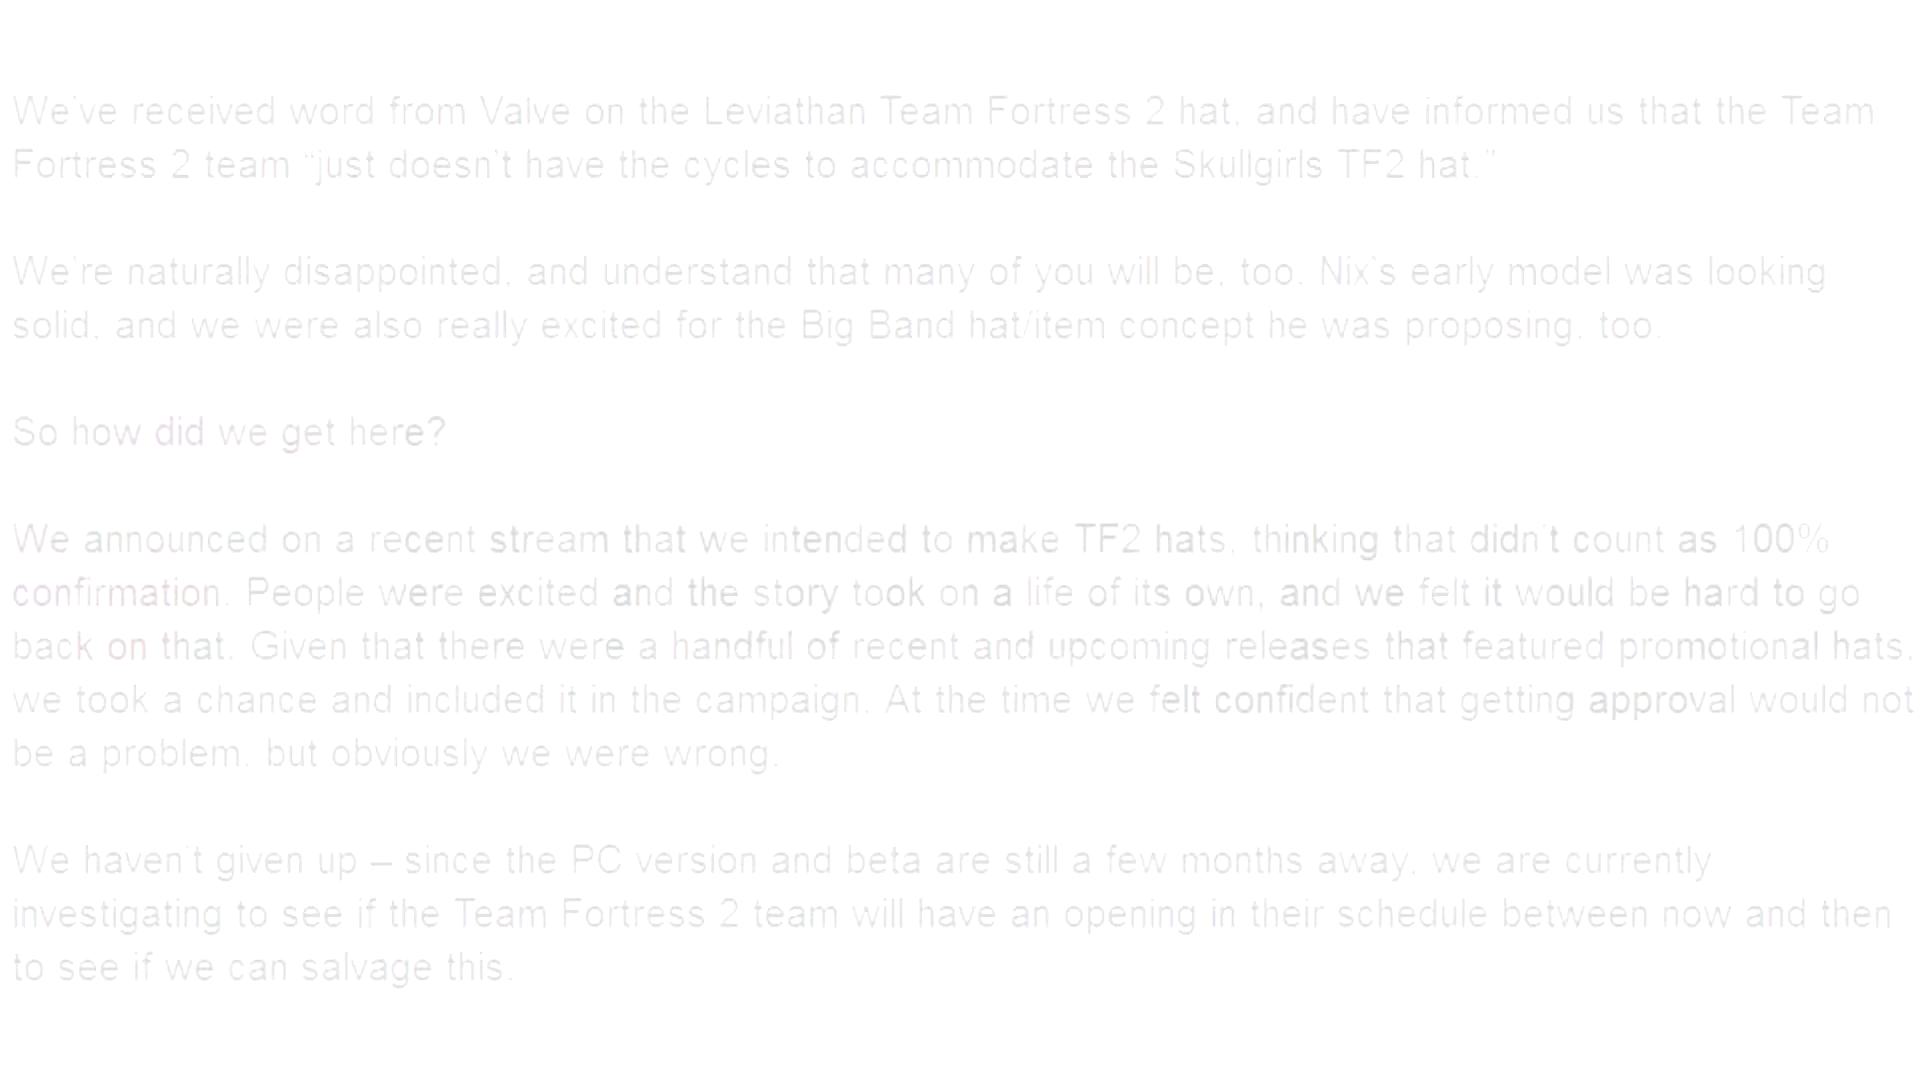 We've received word from Valve on the Leviathan Team Fortress 2 hat, and have informed us that the Team
Fortress 2 team “just doesn't have the cycles to accommodate the Skullgirls TF2 hat.”
We're naturally disappointed, and understand that many of you will be, too. Nix's early model was looking
solid, and we were also really excited for the Big Band hat/item concept he was proposing, too.
So how did we get here?
We announced on a recent stream that we intended to make TF2 hats, thinking that didn't count as 100%
confirmation. People were excited and the story took on a life of its own, and we felt it would be hard to go
back on that. Given that there were a handful of recent and upcoming releases that featured promotional hats,
we took a chance and included it in the campaign. At the time we felt confident that getting approval would not
be a problem, but obviously we were wrong.
We haven't given up – since the PC version and beta are still a few months away, we are currently
investigating to see if the Team Fortress 2 team will have an opening in their schedule between now and then
to see if we can salvage this.